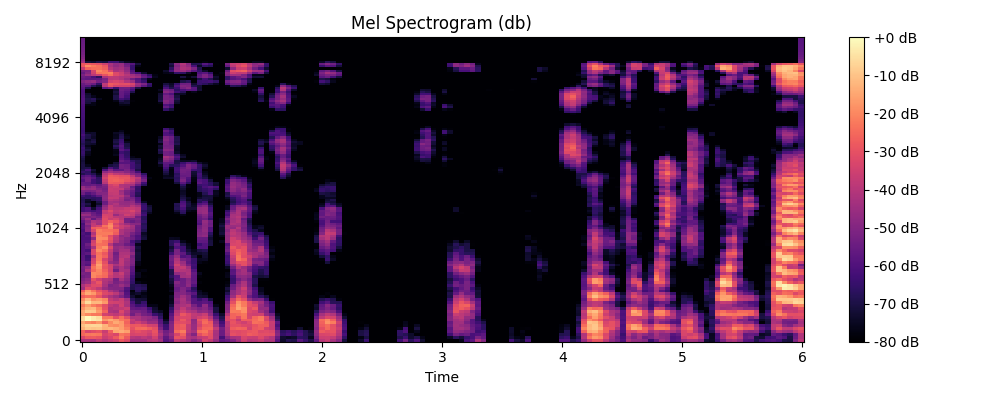 Mel Spectrogram (db)
Hz
8192
4096
2048
1024
512
0
0 1 2 3 4 5 6
Time
+0 dB
-10 dB
-20 dB
-30 dB
-40 dB
-50 dB
-60 dB
-70 dB
-80 dB